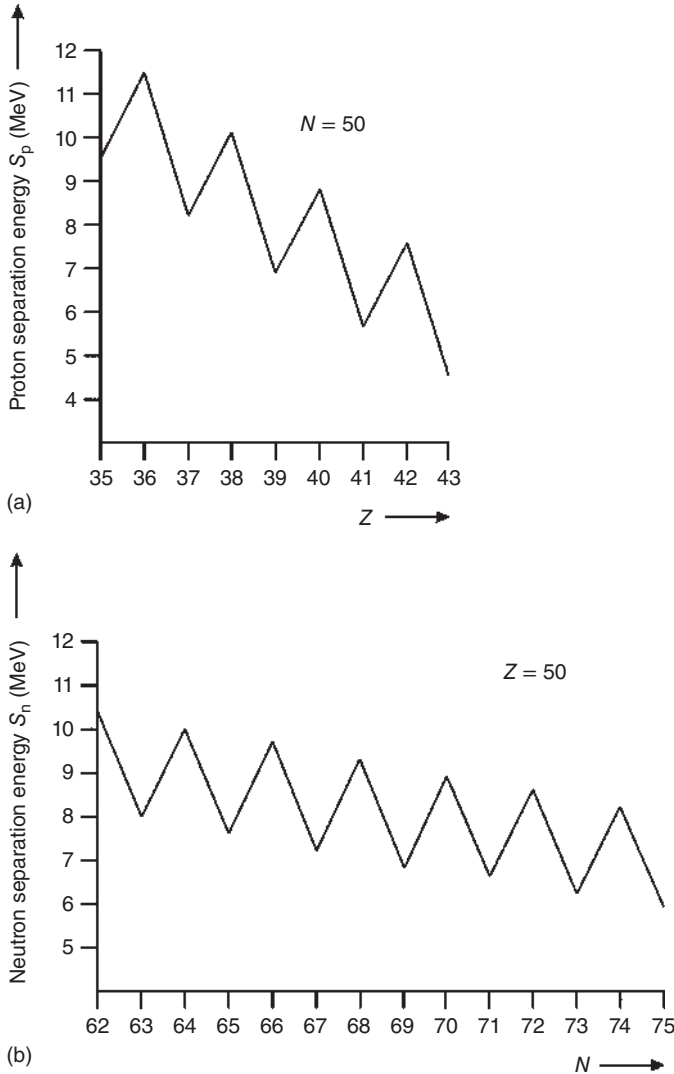 Proton separation energy Sp (MeV)
12
11
10
9
8
7
6
5
4
N = 50
35 36 37 38 39 40 41 42 43
(a)
Z
Neutron separation energy Sn (MeV)
12
11
10
9
8
7
6
5
Z = 50
62 63 64 65 66 67 68 69 70 71 72 73 74 75
(b)
N